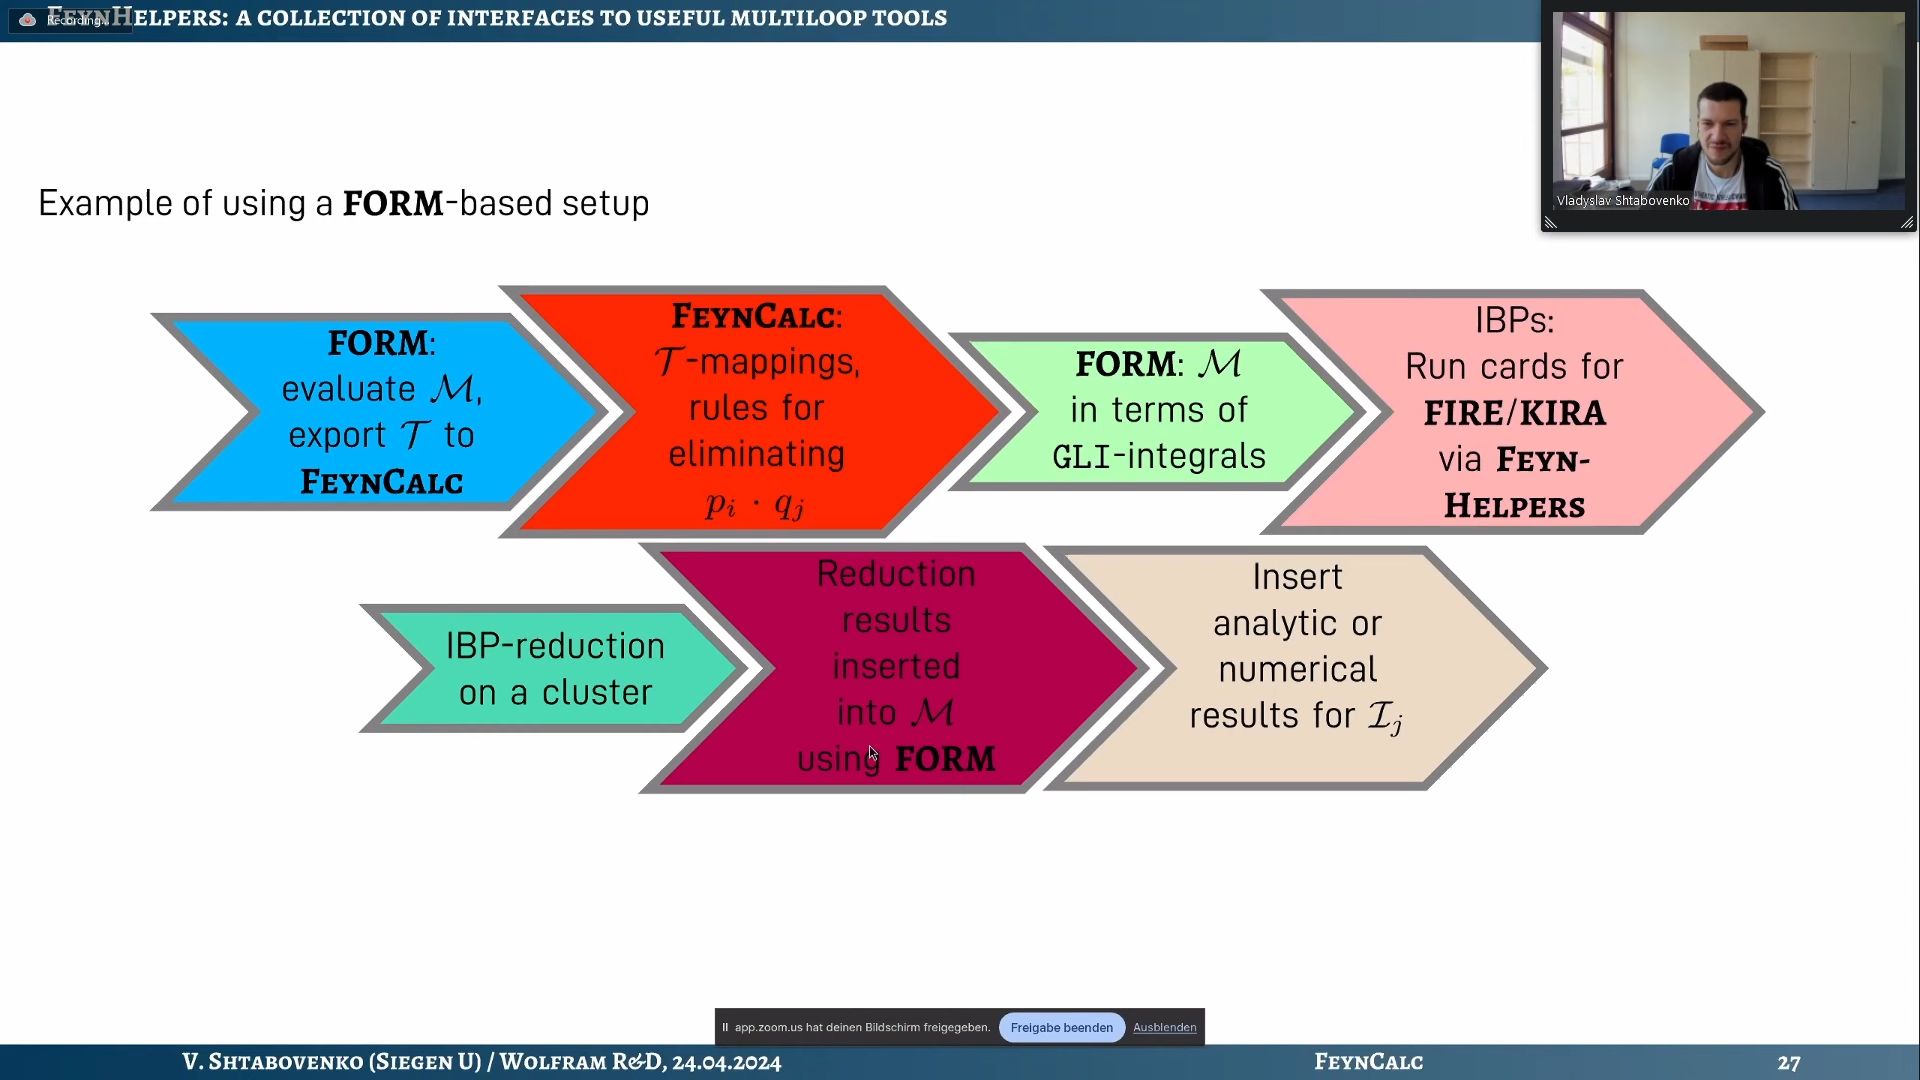 FeynHelpers: a collection of interfaces to useful multiloop tools
Recording...
Vladyslav Shtabovenko
Example of using a FORM-based setup
FORM:
evaluate ℳ,
export 𝒯 to
FeynCalc
FeynCalc:
𝒯-mappings,
rules for
eliminating
pᵢ · qⱼ
FORM: ℳ
in terms of
GLI-integrals
IBPs:
Run cards for
FIRE/KIRA
via Feyn-
Helpers
IBP-reduction
on a cluster
Reduction
results
inserted
into ℳ
using FORM
Insert
analytic or
numerical
results for ℐⱼ
app.zoom.us hat deinen Bildschirm freigegeben. Freigabe beenden Ausblenden
V. Shtabovenko (Siegen U) / Wolfram R&D, 24.04.2024 FeynCalc 27